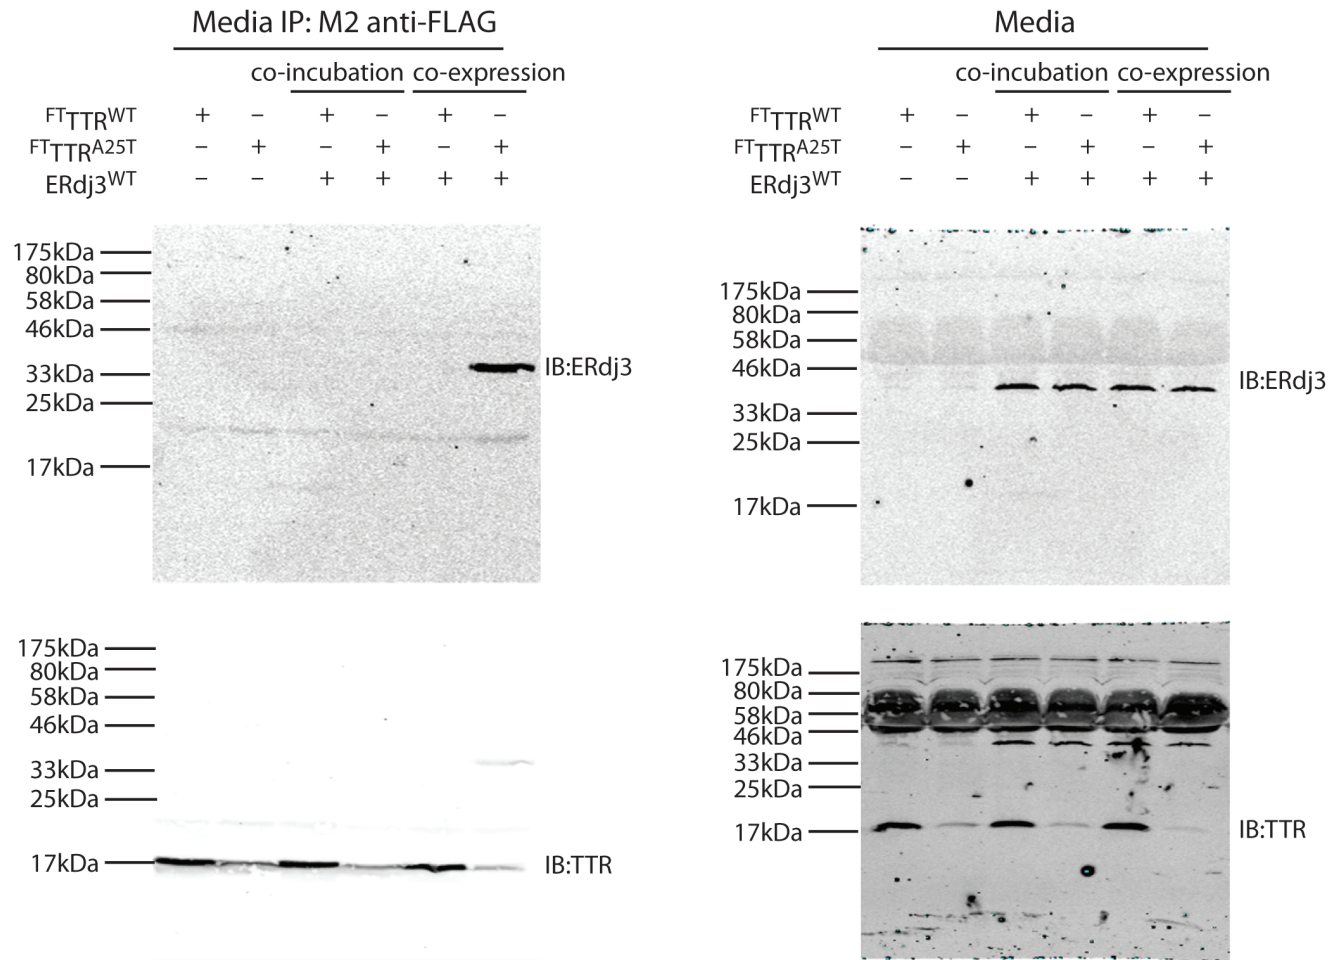 Media IP: M2 anti-FLAG
co-incubation co-expression
FTTTRWT + – + – + –
FTTTRA25T – + – + – +
ERdj3WT – – + + + +
175kDa
80kDa
58kDa
46kDa
33kDa
25kDa
17kDa
IB:ERdj3
175kDa
80kDa
58kDa
46kDa
33kDa
25kDa
17kDa
IB:TTR
Media
co-incubation co-expression
FTTTRWT + – + – + –
FTTTRA25T – + – + – +
ERdj3WT – – + + + +
175kDa
80kDa
58kDa
46kDa
33kDa
25kDa
17kDa
IB:ERdj3
175kDa
80kDa
58kDa
46kDa
33kDa
25kDa
17kDa
IB:TTR